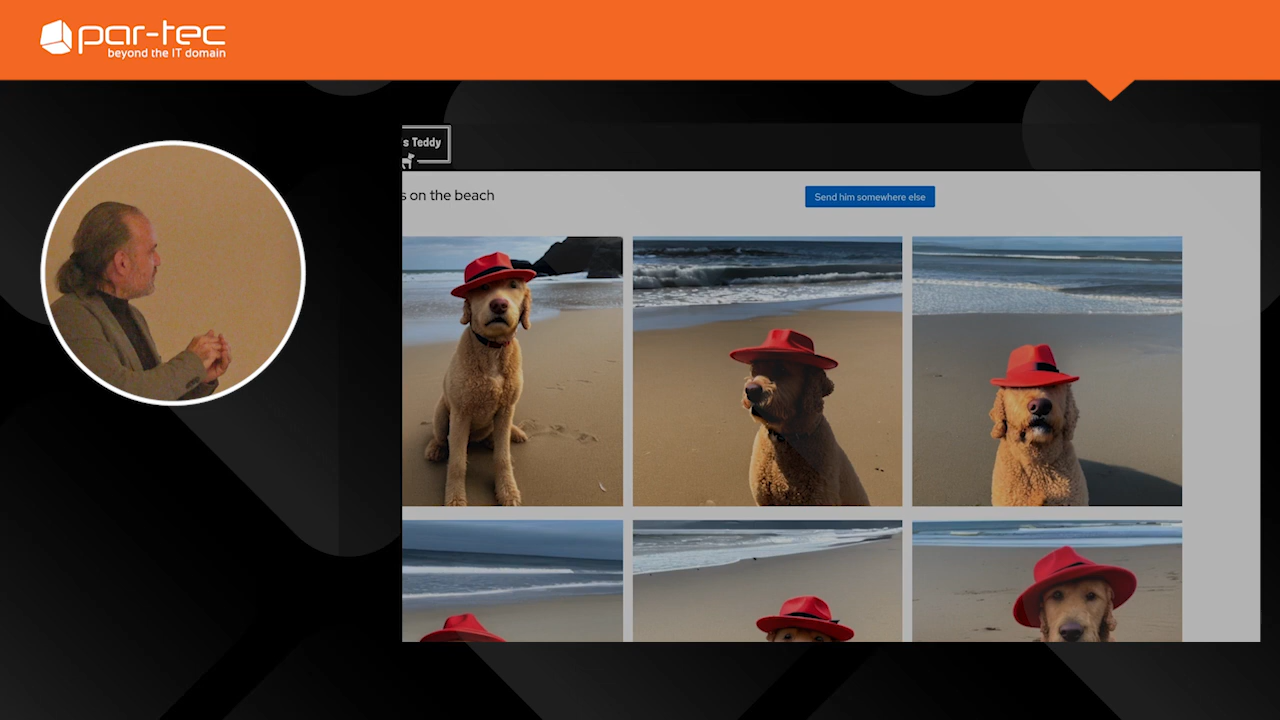 par-tec
beyond the IT domain
s Teddy
s on the beach
Send him somewhere else